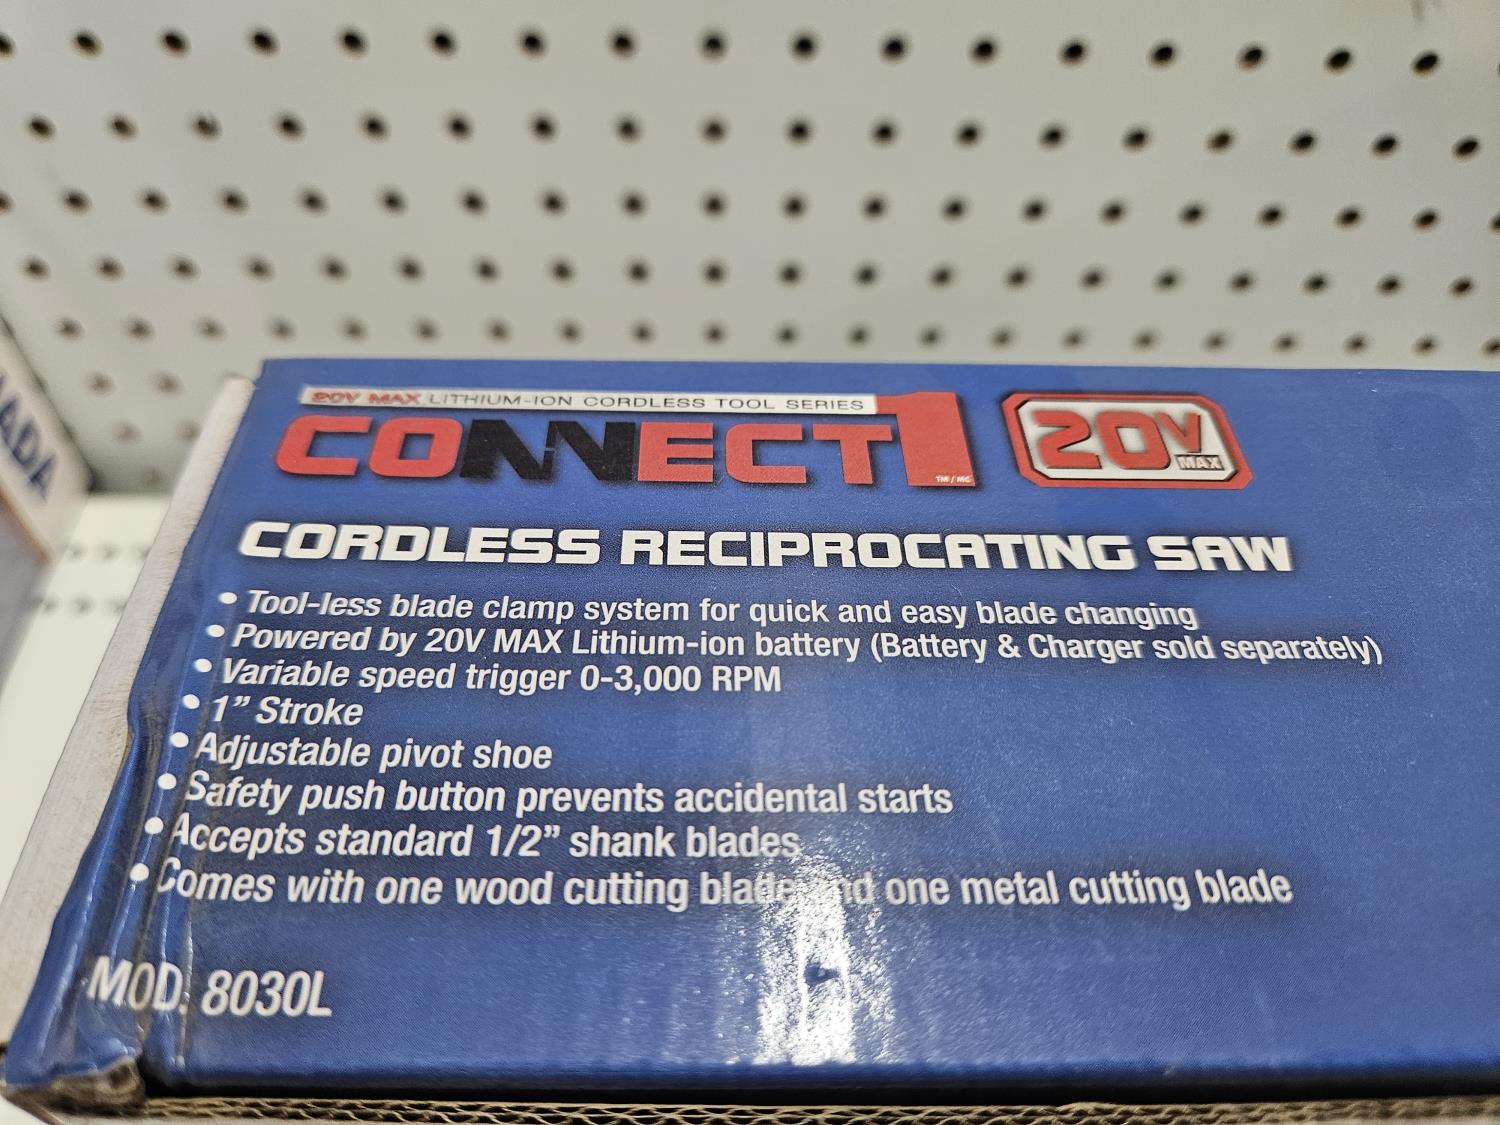 20V MAX LITHIUM-ION CORDLESS TOOL SERIES
CONNECT1
TM / MC
20V
MAX
CORDLESS RECIPROCATING SAW
• Tool-less blade clamp system for quick and easy blade changing
• Powered by 20V MAX Lithium-ion battery (Battery & Charger sold separately)
• Variable speed trigger 0-3,000 RPM
• 1” Stroke
• Adjustable pivot shoe
• Safety push button prevents accidental starts
• Accepts standard 1/2” shank blades
• Comes with one wood cutting blade and one metal cutting blade
MOD. 8030L